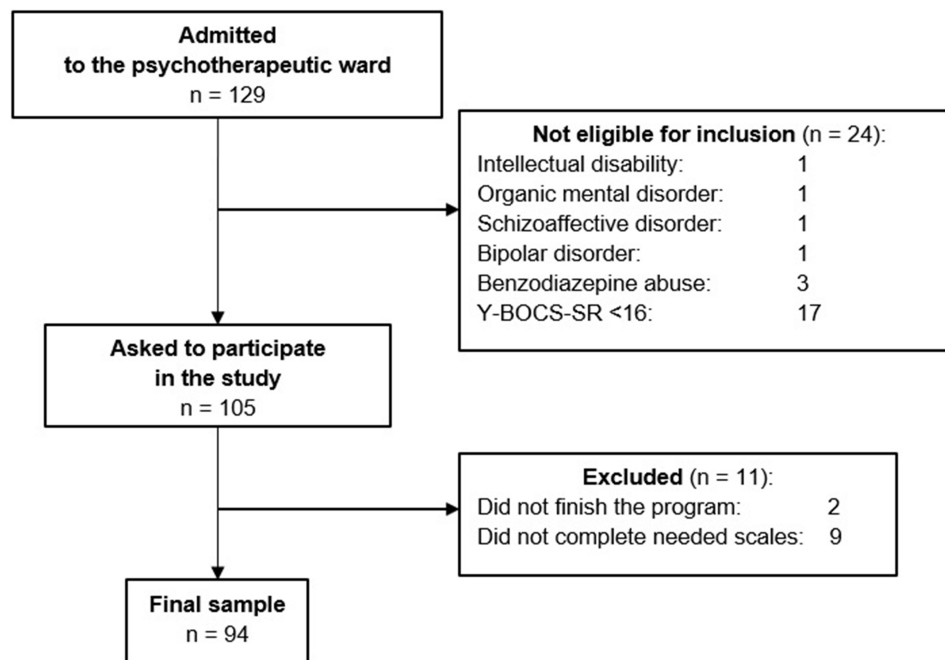 Admitted
to the psychotherapeutic ward
n = 129
Not eligible for inclusion (n = 24):
Intellectual disability: 1
Organic mental disorder: 1
Schizoaffective disorder: 1
Bipolar disorder: 1
Benzodiazepine abuse: 3
Y-BOCS-SR <16: 17
Asked to participate
in the study
n = 105
Excluded (n = 11):
Did not finish the program: 2
Did not complete needed scales: 9
Final sample
n = 94